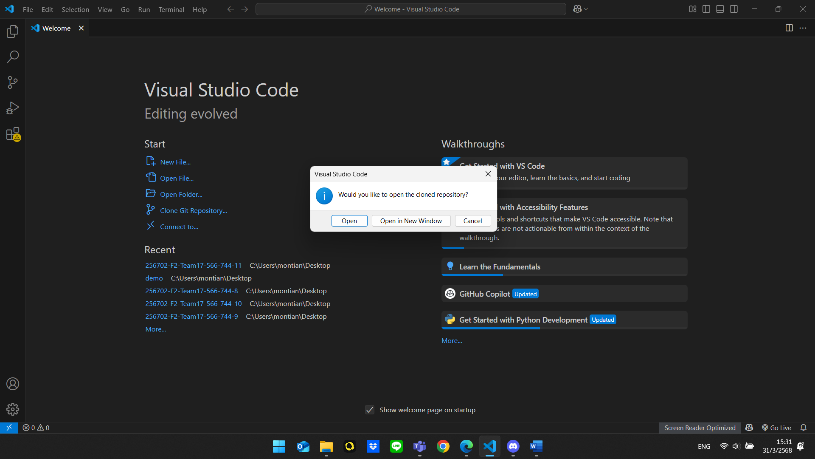 File Edit Selection View Go Run Terminal Help
Welcome - Visual Studio Code
Welcome
Visual Studio Code
Editing evolved
Start
New File...
Open File...
Open Folder...
Clone Git Repository...
Connect to...
Recent
256702-F2-Team17-566-744-11 C:\Users\montian\Desktop
demo C:\Users\montian\Desktop
256702-F2-Team17-566-744-8 C:\Users\montian\Desktop
256702-F2-Team17-566-744-10 C:\Users\montian\Desktop
256702-F2-Team17-566-744-9 C:\Users\montian\Desktop
More...
Walkthroughs
Get Started with VS Code
your editor, learn the basics, and start coding
with Accessibility Features
ols and shortcuts that make VS Code accessible. Note that
s are not actionable from within the context of the
walkthrough.
Learn the Fundamentals
GitHub Copilot Updated
Get Started with Python Development Updated
More...
Visual Studio Code
Would you like to open the cloned repository?
Open Open in New Window Cancel
Show welcome page on startup
0 0
Screen Reader Optimized Go Live
ENG
15:31
31/3/2568